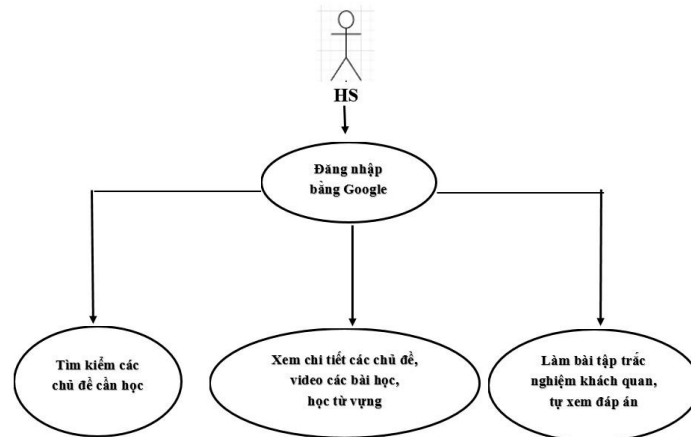 HS
Đăng nhập
bằng Google
Tìm kiếm các
chủ đề cần học
Xem chi tiết các chủ đề,
video các bài học,
học từ vựng
Làm bài tập trắc
nghiệm khách quan,
tự xem đáp án